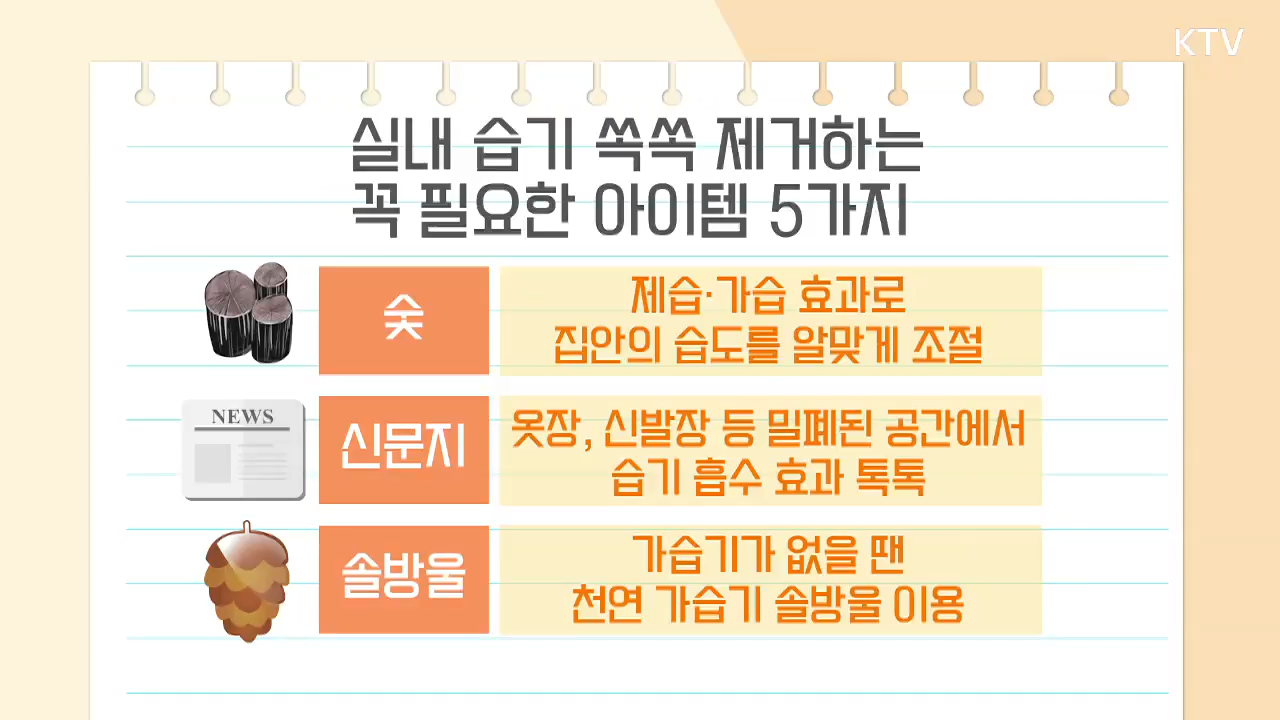 KTV
실내 습기 쏙쏙 제거하는
꼭 필요한 아이템 5가지
숯
제습·가습 효과로
집안의 습도를 알맞게 조절
NEWS
신문지
옷장, 신발장 등 밀폐된 공간에서
습기 흡수 효과 톡톡
솔방울
가습기가 없을 땐
천연 가습기 솔방울 이용